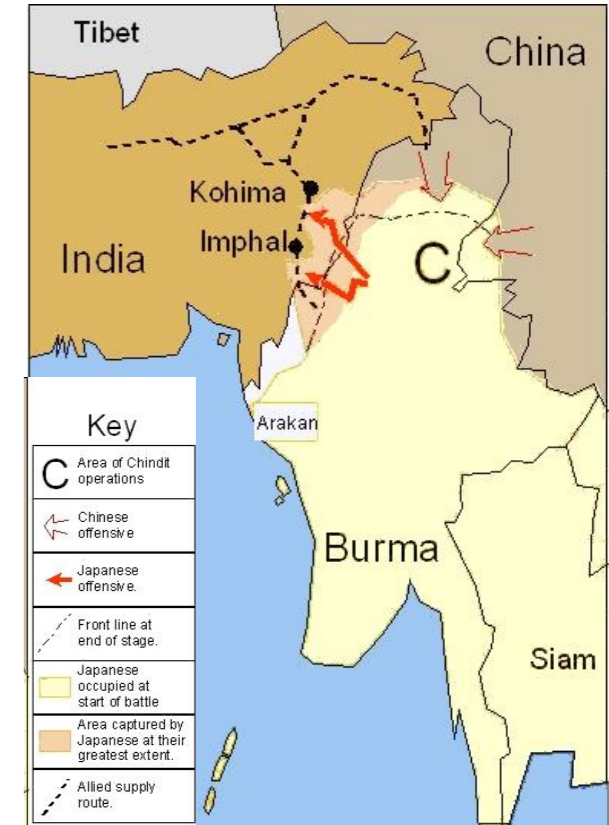 Tibet
China
Kohima
Imphal
India
C
Arakan
Burma
Siam
Key
C
Area of Chindit
operations
Chinese
offensive
Japanese
offensive.
Front line at
end of stage.
Japanese
occupied at
start of battle
Area captured by
Japanese at their
greatest extent.
Allied supply
route.